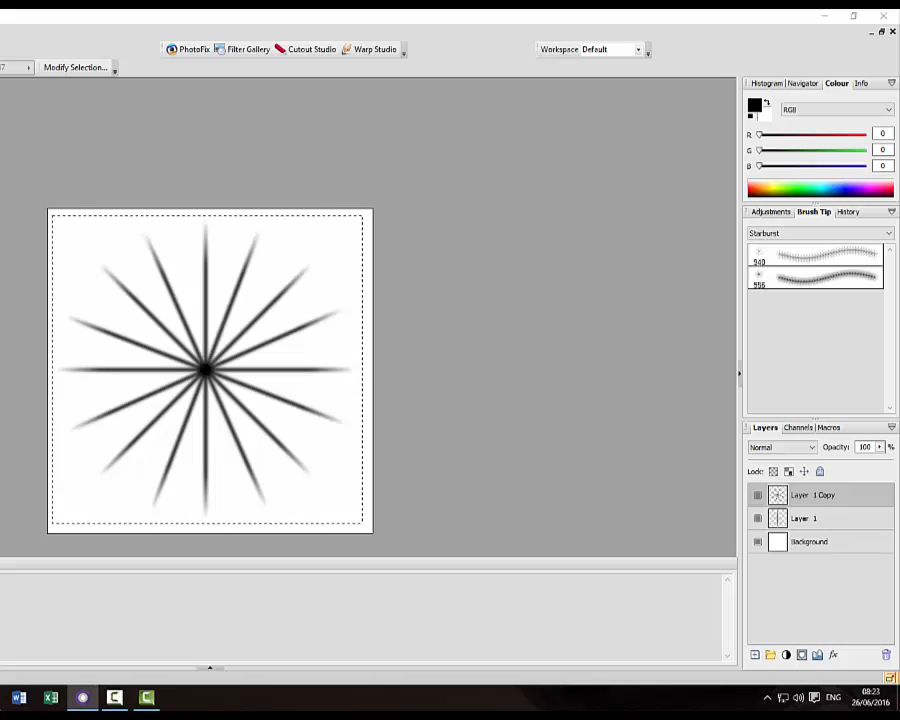 PhotoFix Filter Gallery Cutout Studio Warp Studio Workspace Default
Modify Selection...
Histogram Navigator Colour Info
RGB
R 0
G 0
B 0
Adjustments Brush Tip History
Starburst
949
956
Layers Channels Macros
Normal Opacity: 100 %
Lock:
Layer 1 Copy
Layer 1
Background
fx
ENG
08:23
26/06/2016